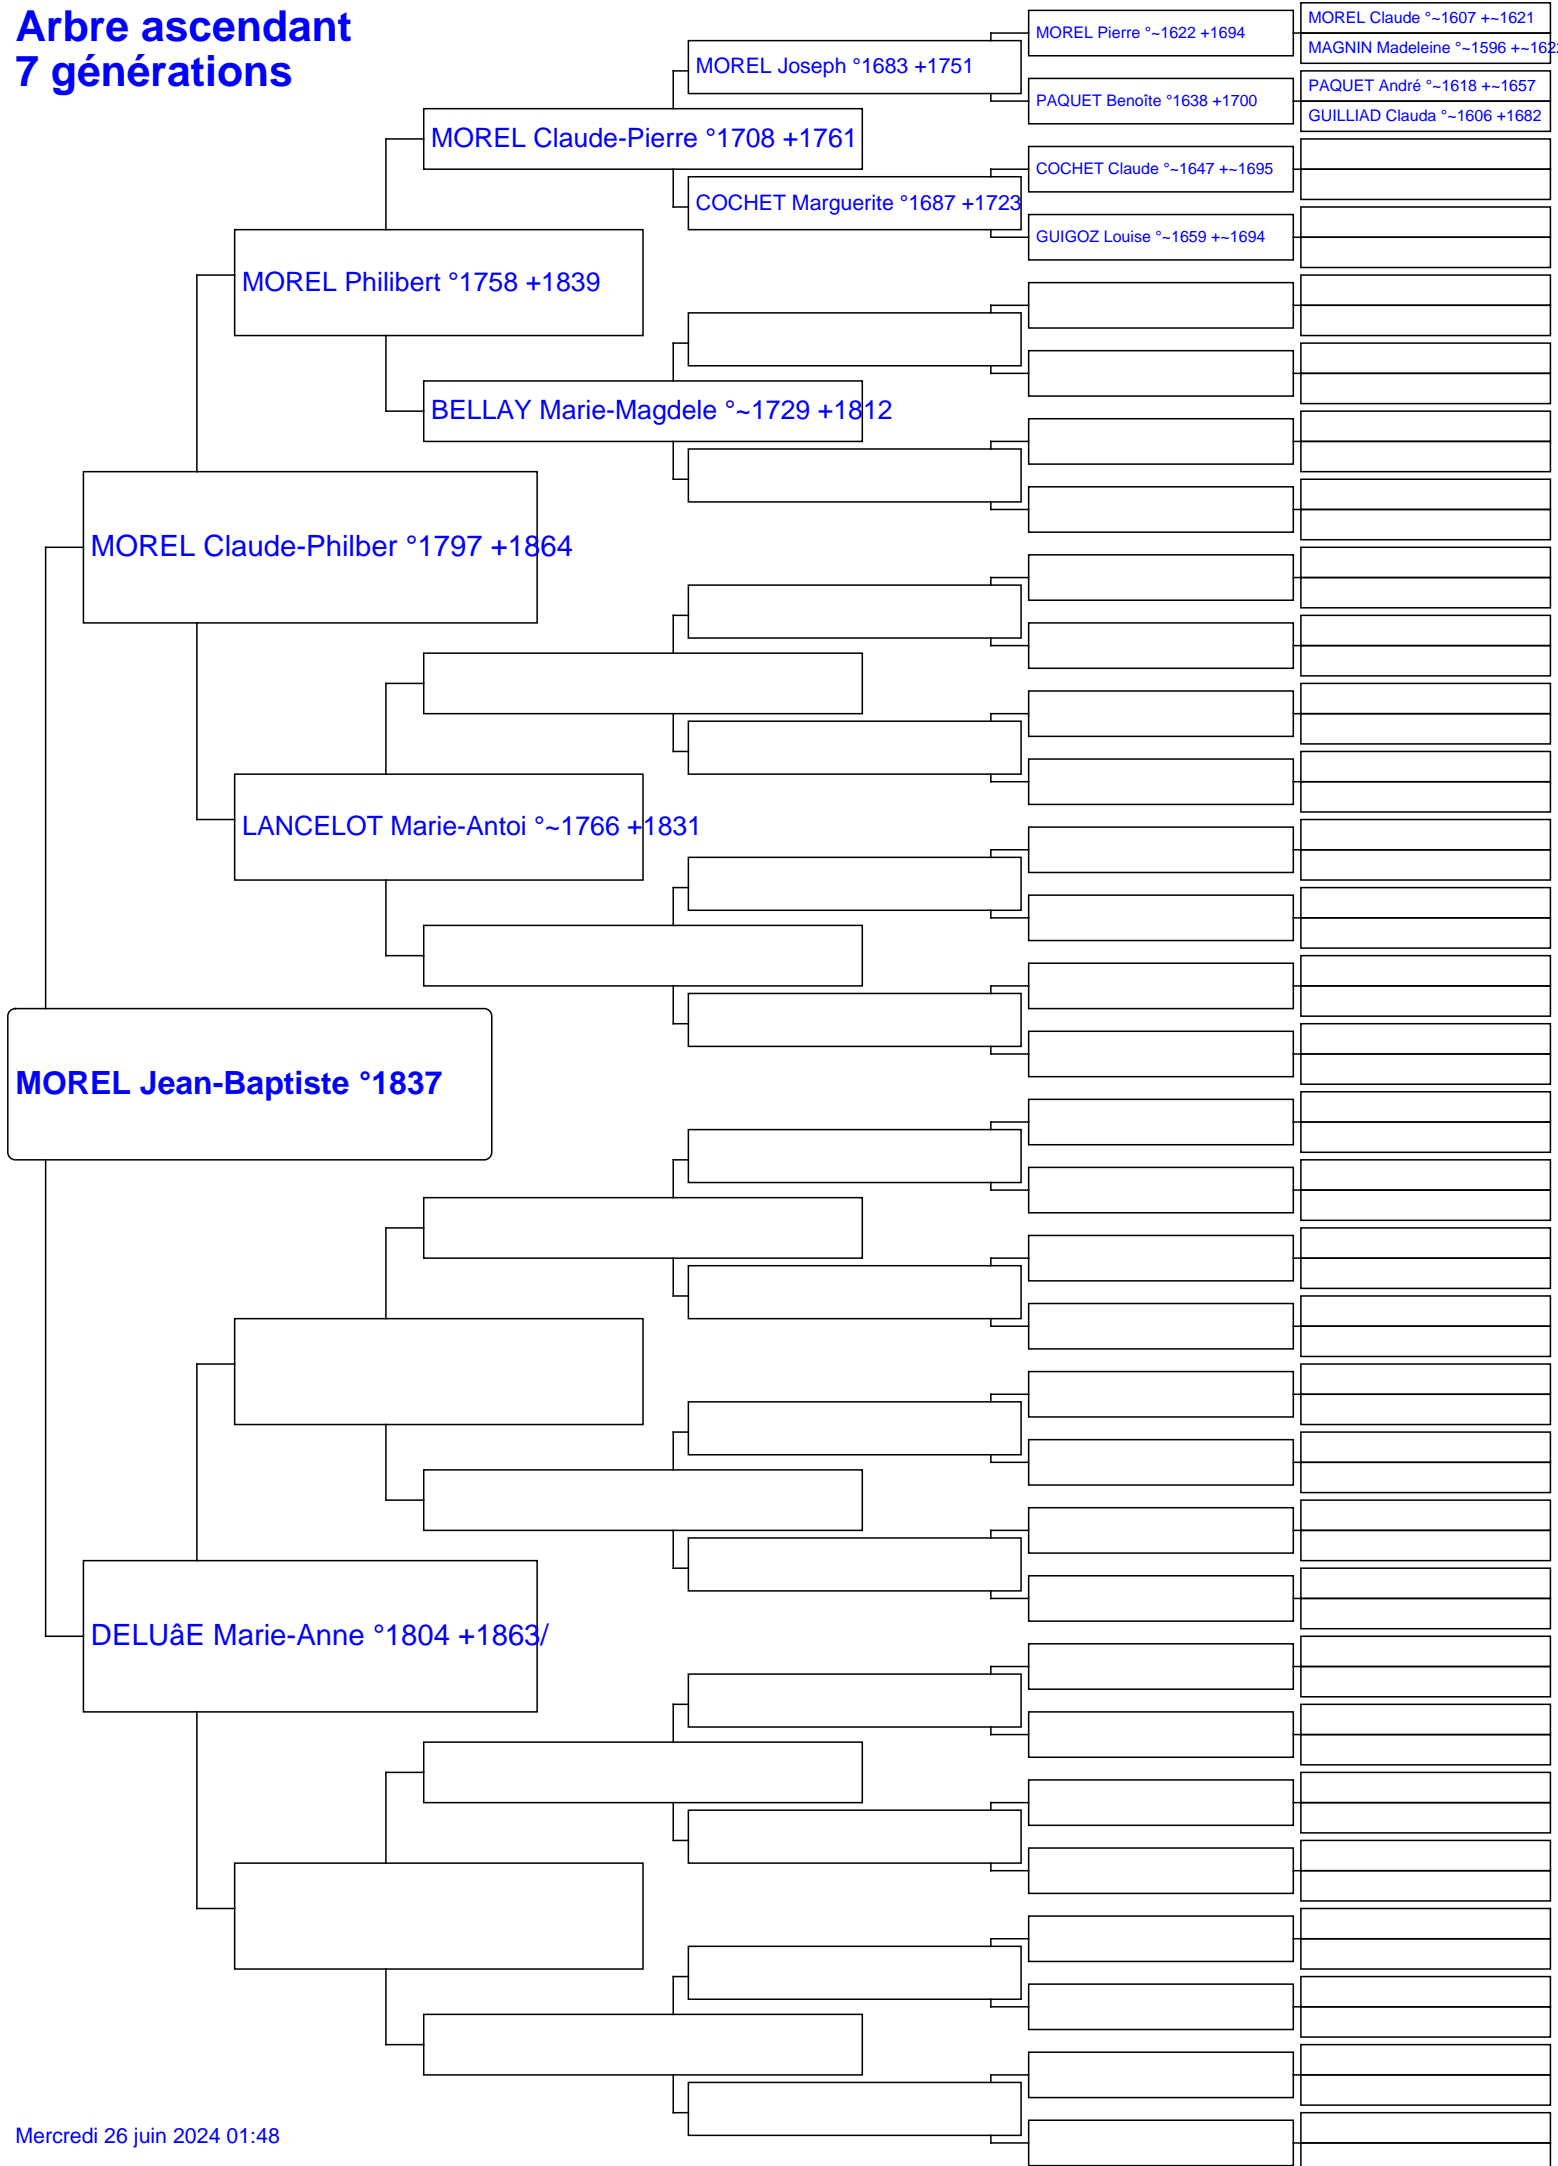 Arbre ascendant
7 générations
MOREL Claude °~1607 +~1621
MOREL Pierre °~1622 +1694
MAGNIN Madeleine °~1596 +~162
MOREL Joseph °1683 +1751
PAQUET André °~1618 +~1657
PAQUET Benoîte °1638 +1700
GUILLIAD Clauda °~1606 +1682
MOREL Claude-Pierre °1708 +1761
COCHET Claude °~1647 +~1695
COCHET Marguerite °1687 +1723
GUIGOZ Louise °~1659 +~1694
MOREL Philibert °1758 +1839
BELLAY Marie-Magdele °~1729 +1812
MOREL Claude-Philber °1797 +1864
LANCELOT Marie-Antoi °~1766 +1831
MOREL Jean-Baptiste °1837
DELUâE Marie-Anne °1804 +1863/
Mercredi 26 juin 2024 01:48